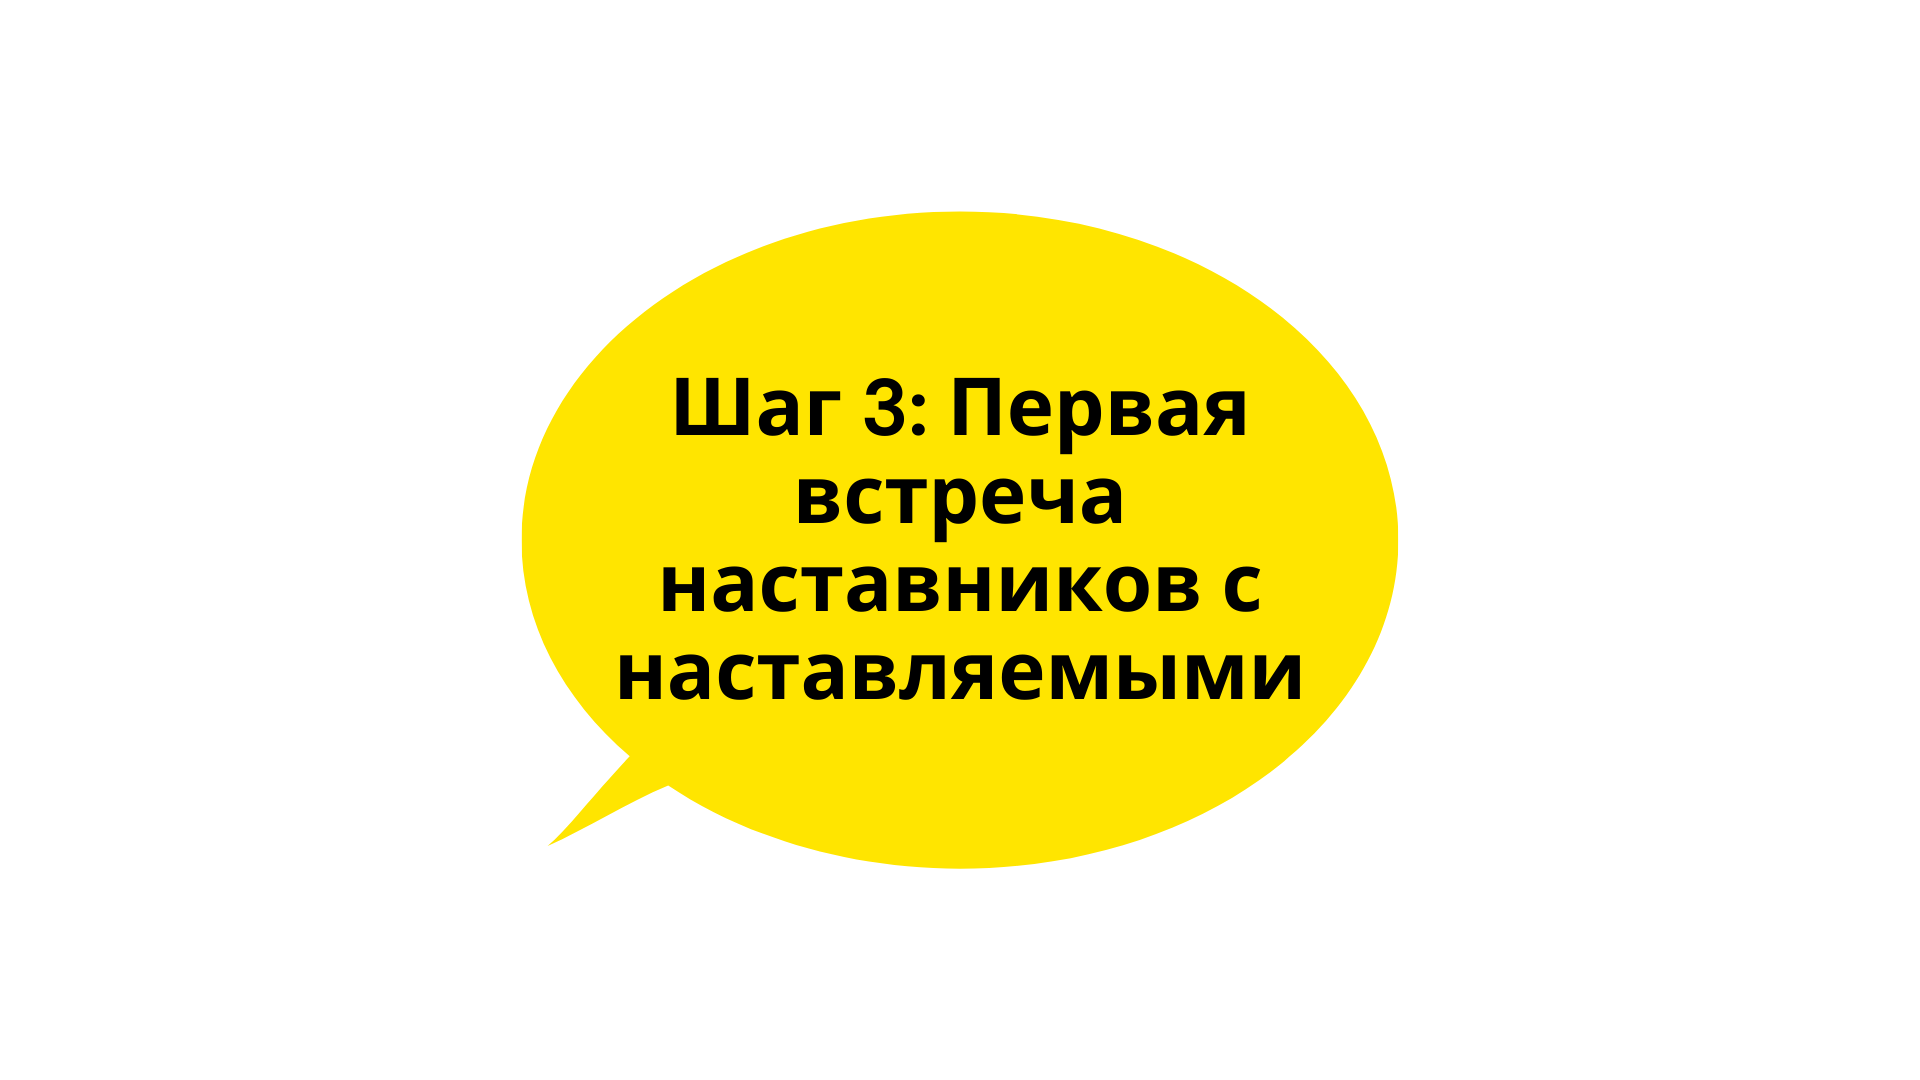 Шаг 3: Первая
встреча
наставников с
наставляемыми